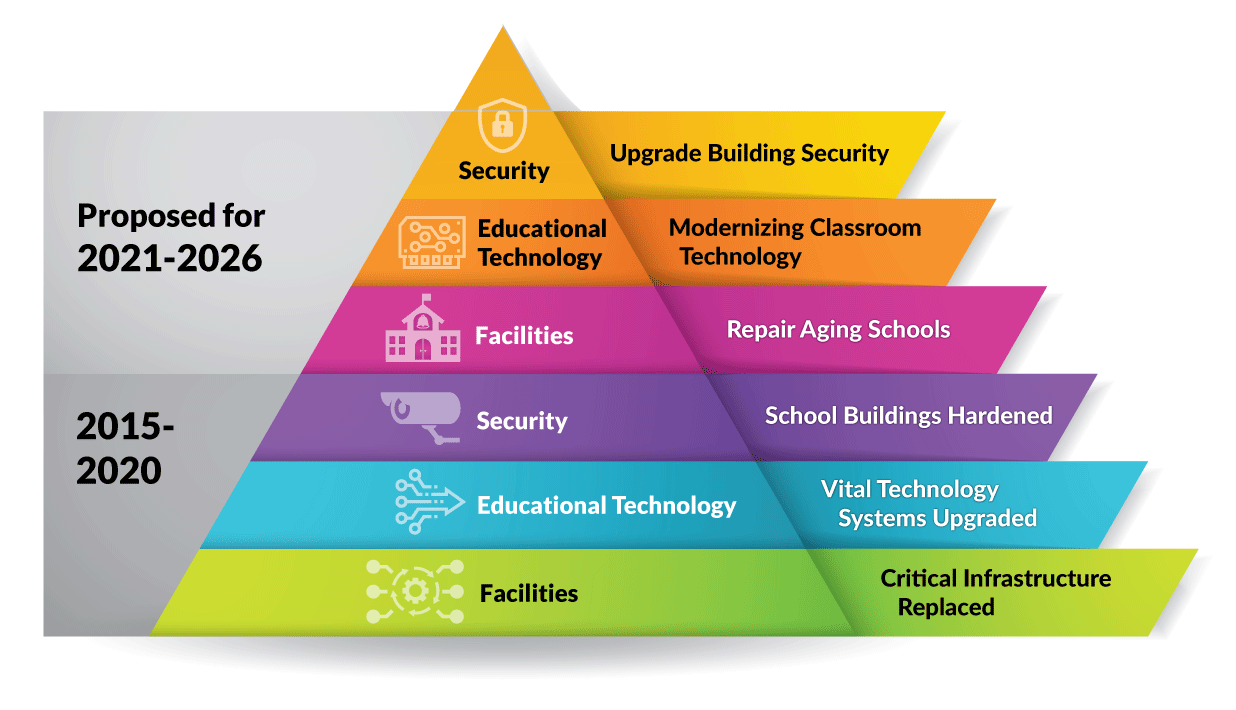 Security
Upgrade Building Security
Proposed for
2021-2026
Educational
Technology
Modernizing Classroom
Technology
Facilities
Repair Aging Schools
2015-
2020
Security
School Buildings Hardened
Educational Technology
Vital Technology
Systems Upgraded
Facilities
Critical Infrastructure
Replaced